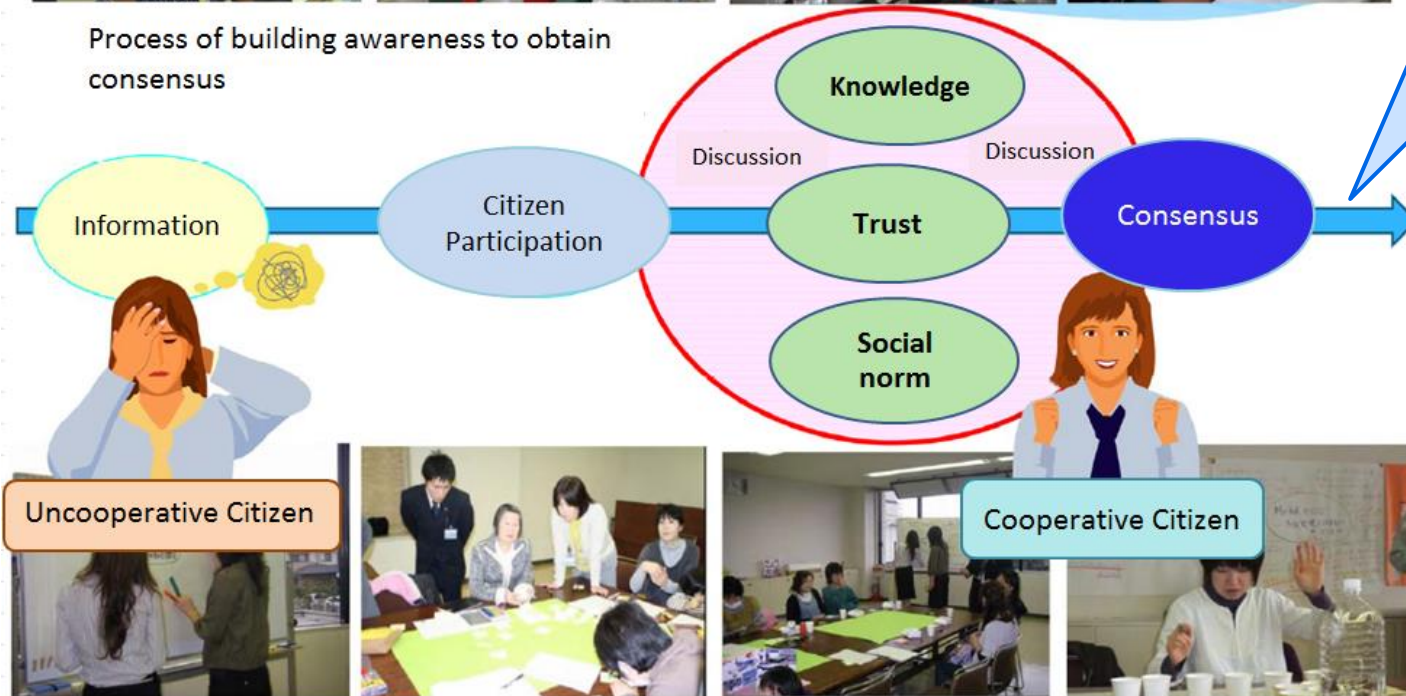 Process of building awareness to obtain
consensus
Knowledge
Discussion
Discussion
Information
Citizen
Participation
Trust
Consensus
Social
norm
Uncooperative Citizen
Cooperative Citizen